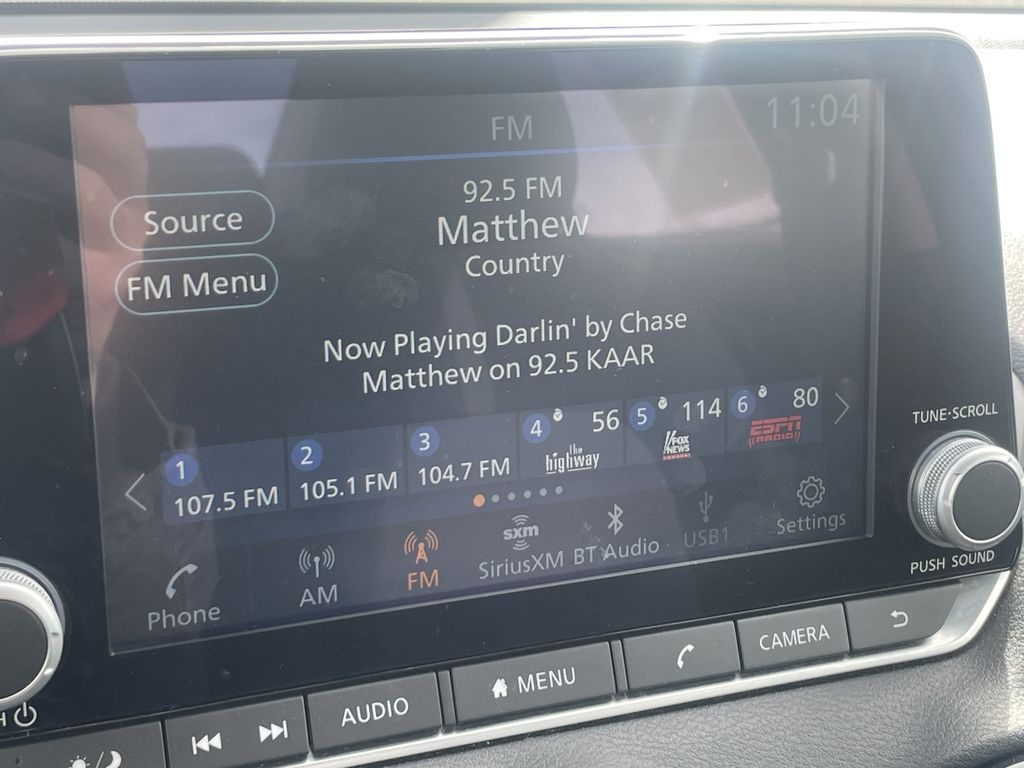 FM
11:04
92.5 FM
Matthew
Country
Source
FM Menu
Now Playing Darlin' by Chase
Matthew on 92.5 KAAR
1
107.5 FM
2
105.1 FM
3
104.7 FM
4
56
the
highway
5
114
FOX
NEWS
6
80
ESPN
RADIO
Phone
AM
FM
sxm
SiriusXM
BT Audio
USB1
Settings
TUNE·SCROLL
PUSH SOUND
AUDIO
MENU
CAMERA